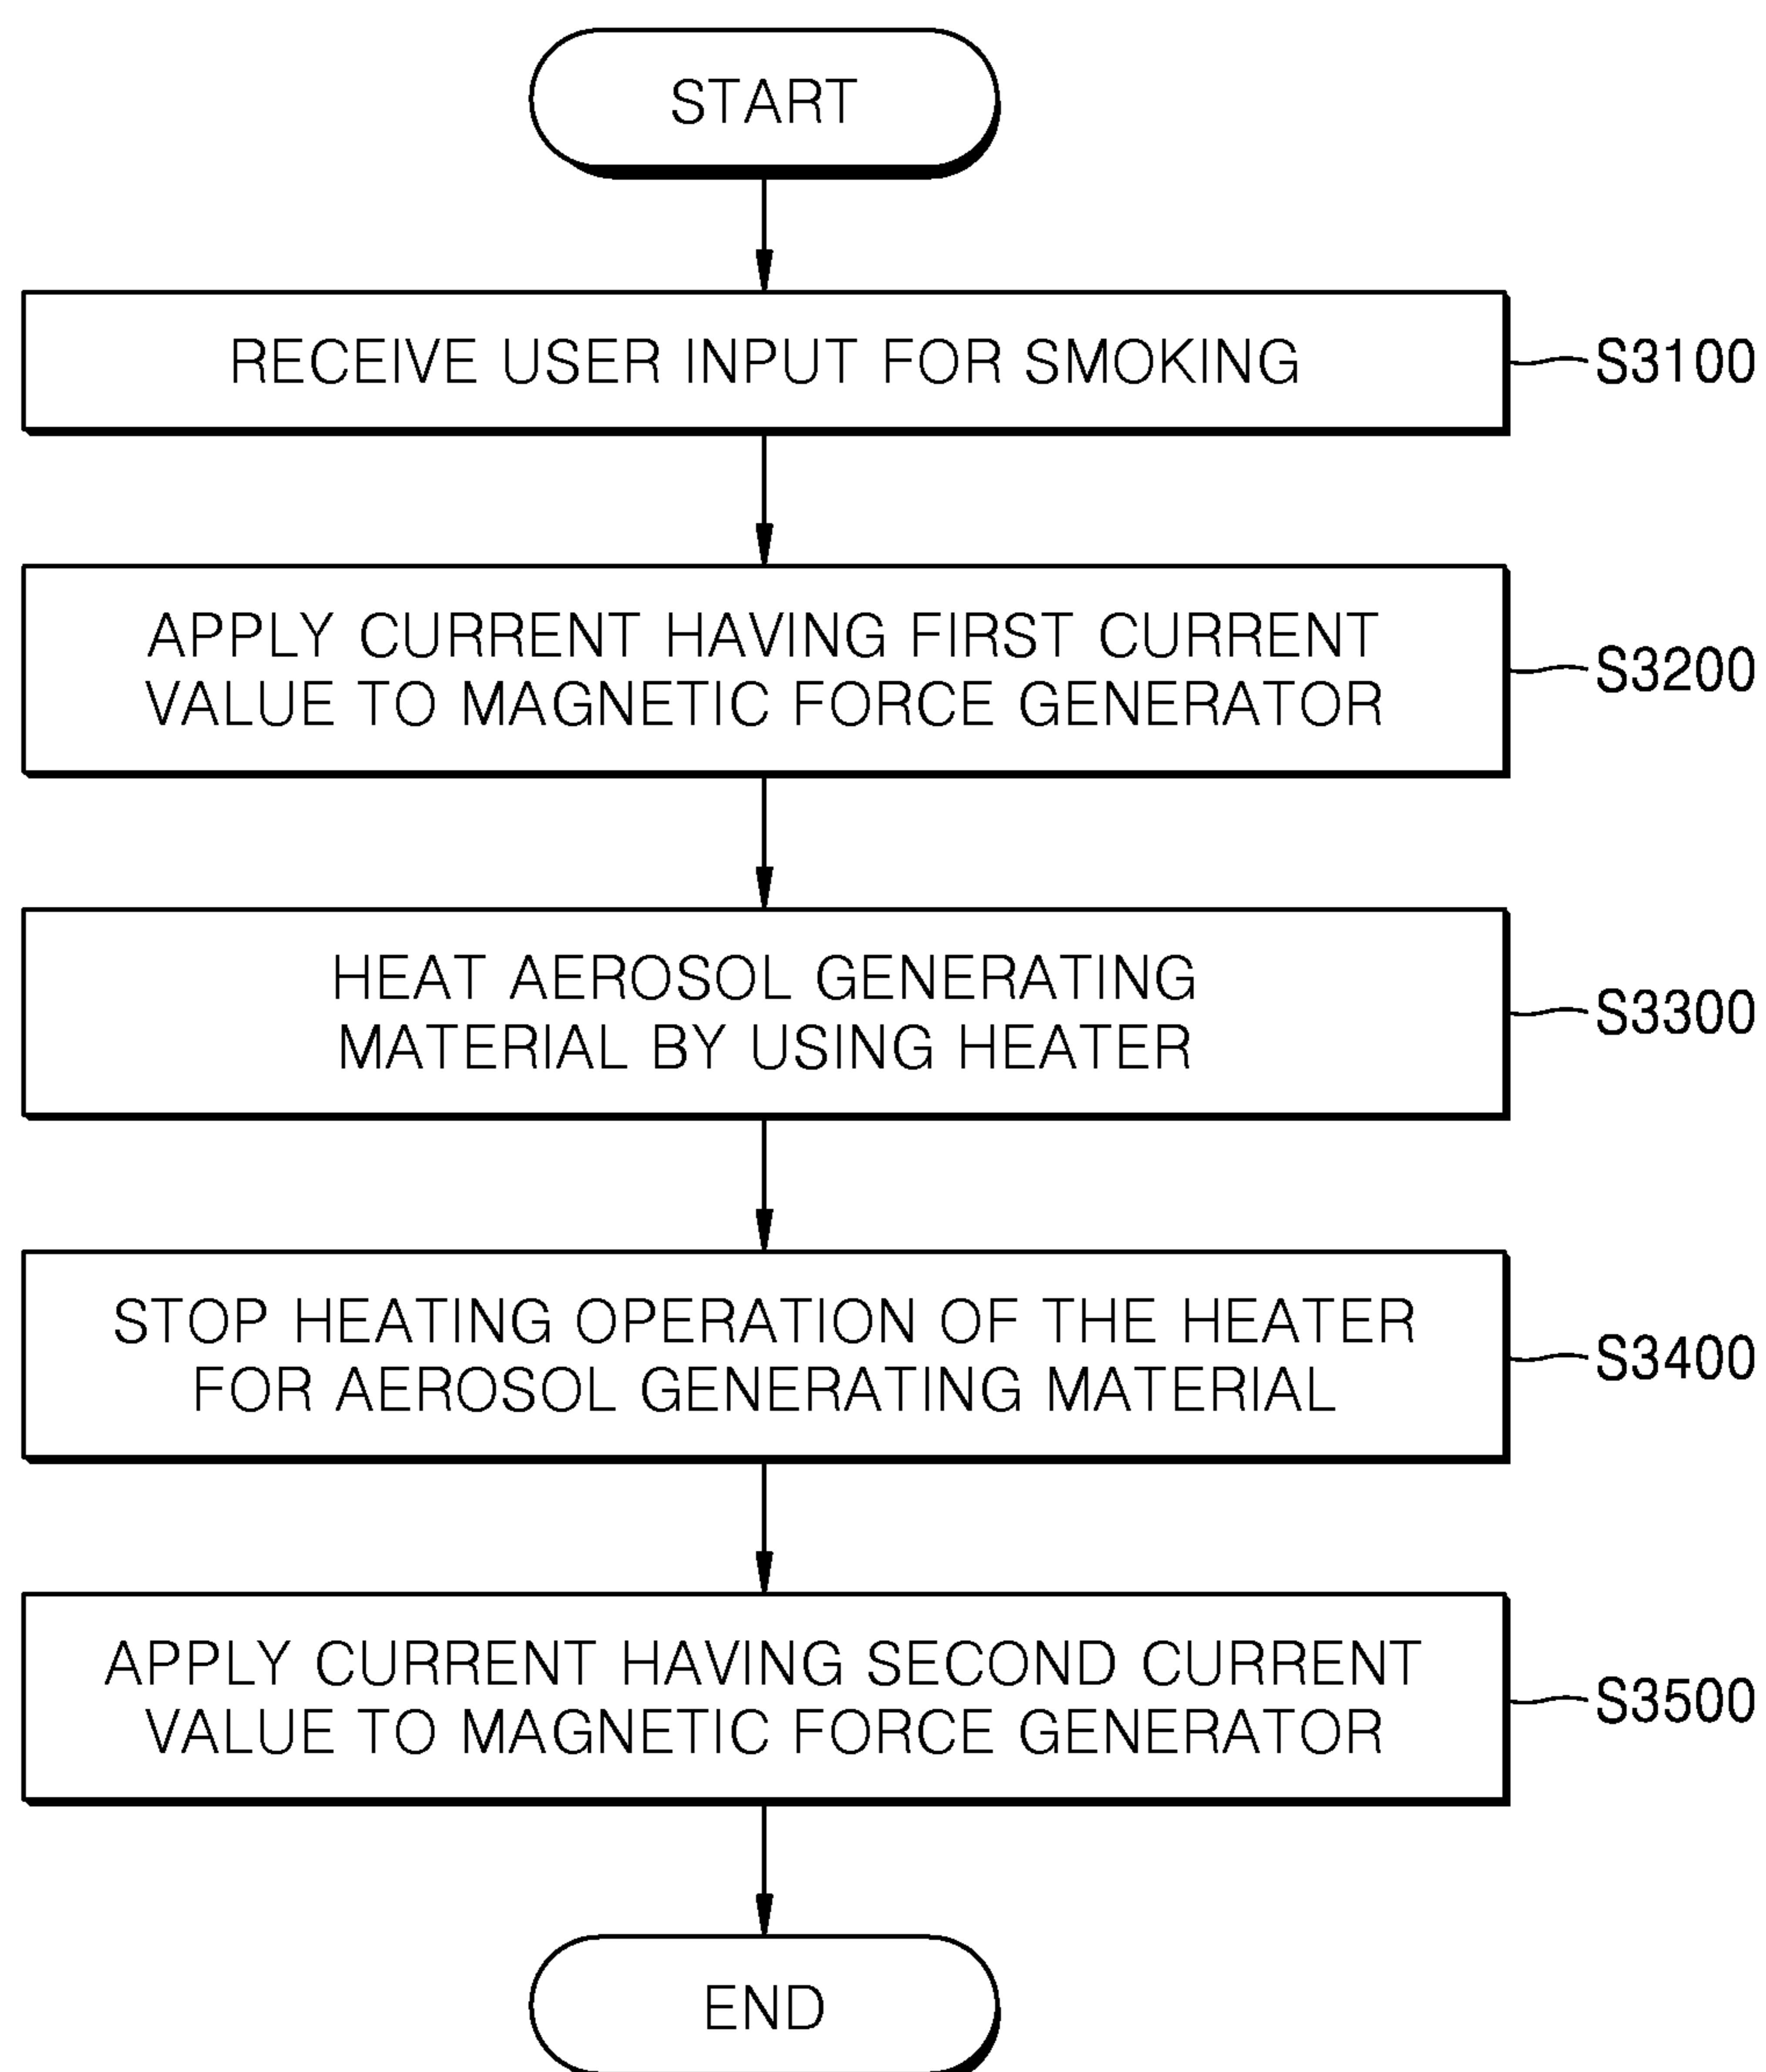 START
RECEIVE USER INPUT FOR SMOKING
S3100
APPLY CURRENT HAVING FIRST CURRENT
VALUE TO MAGNETIC FORCE GENERATOR
S3200
HEAT AEROSOL GENERATING
MATERIAL BY USING HEATER
S3300
STOP HEATING OPERATION OF THE HEATER
FOR AEROSOL GENERATING MATERIAL
S3400
APPLY CURRENT HAVING SECOND CURRENT
VALUE TO MAGNETIC FORCE GENERATOR
S3500
END